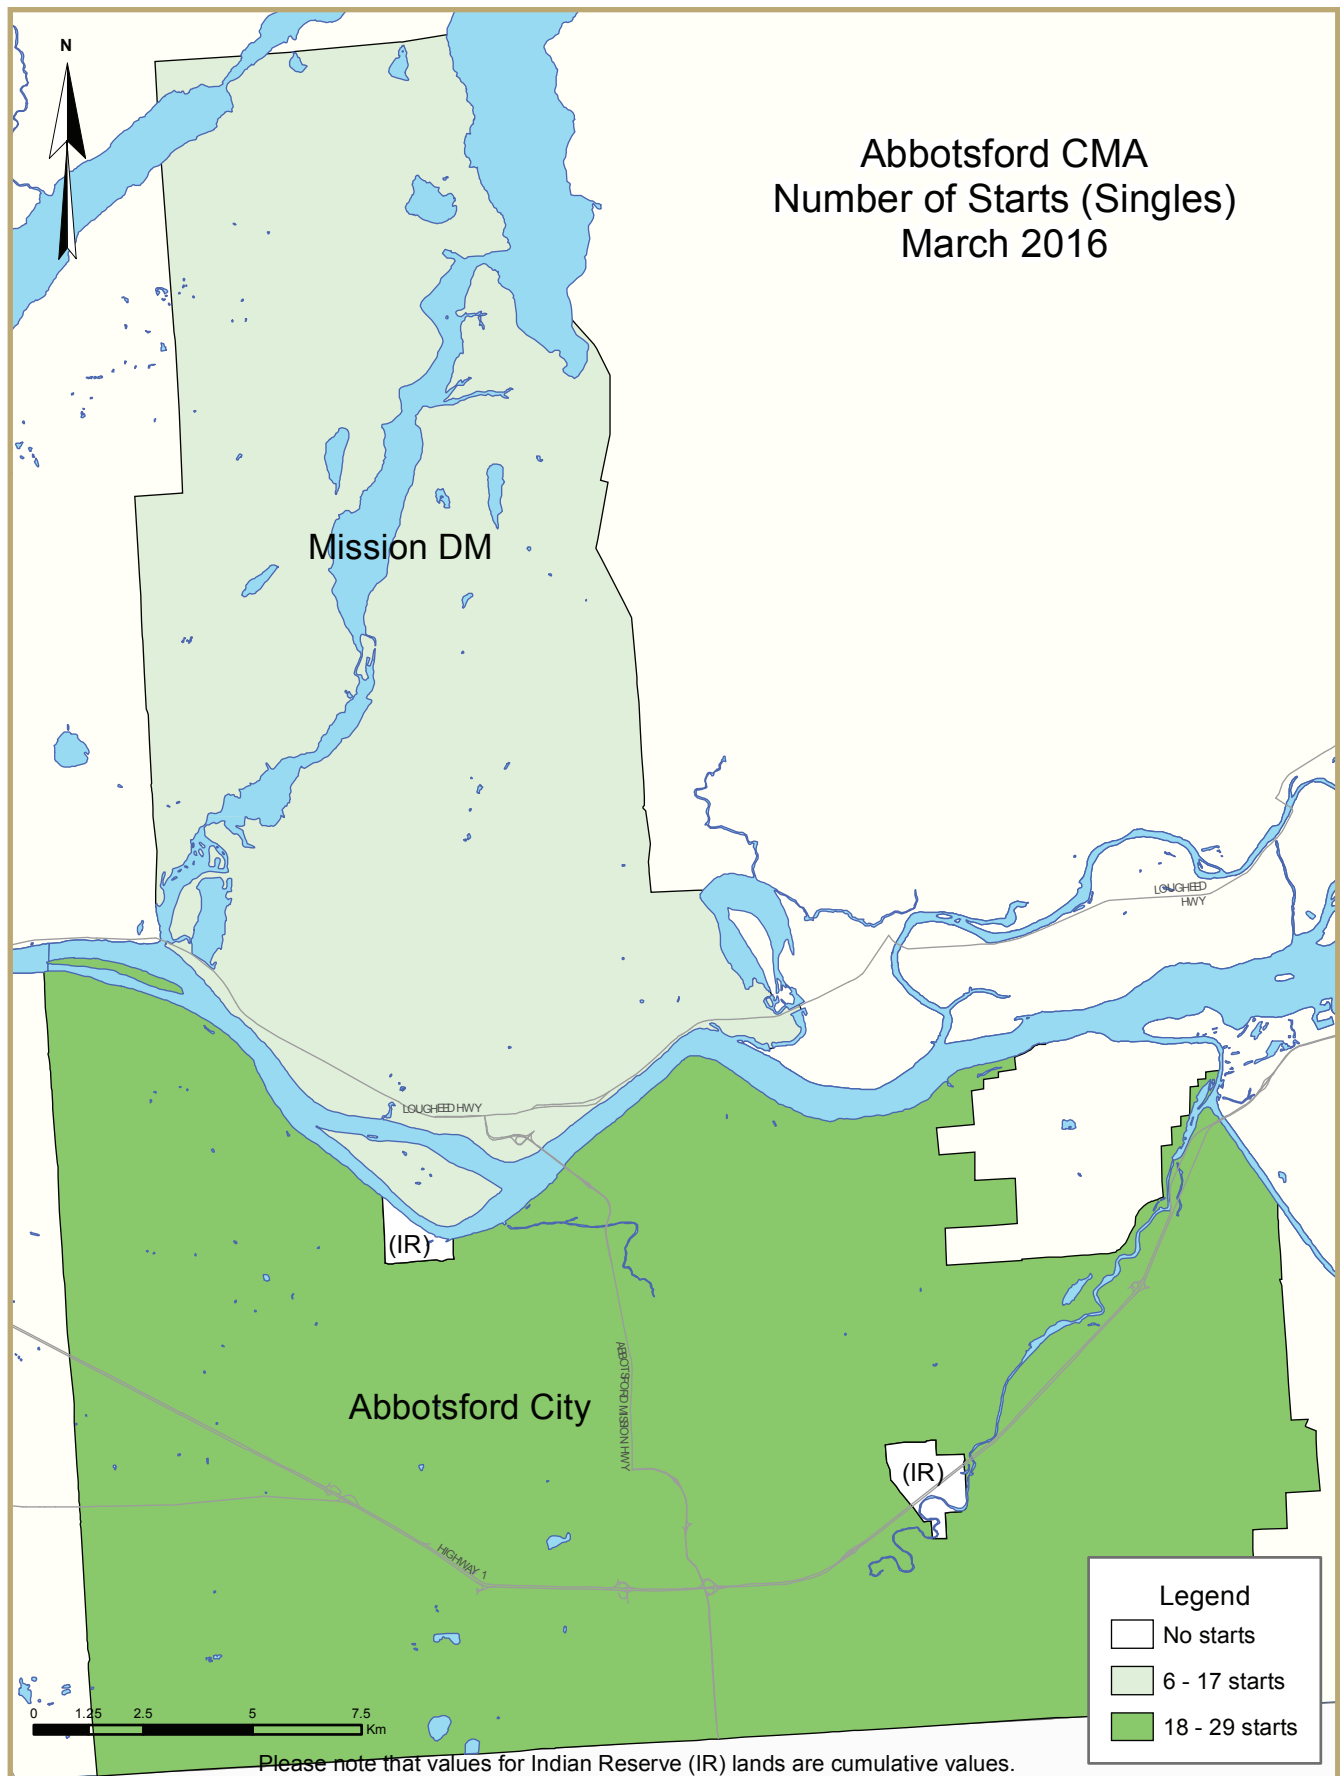 N
Abbotsford CMA
Number of Starts (Singles)
March 2016
Mission DM
LOUGHEED
HWY
LOUGHEED HWY
(IR)
ABBOTSFORD MISSION HWY
Abbotsford City
(IR)
HIGHWAY 1
Legend
No starts
6 - 17 starts
18 - 29 starts
0 1.25 2.5 5 7.5
Km
Please note that values for Indian Reserve (IR) lands are cumulative values.